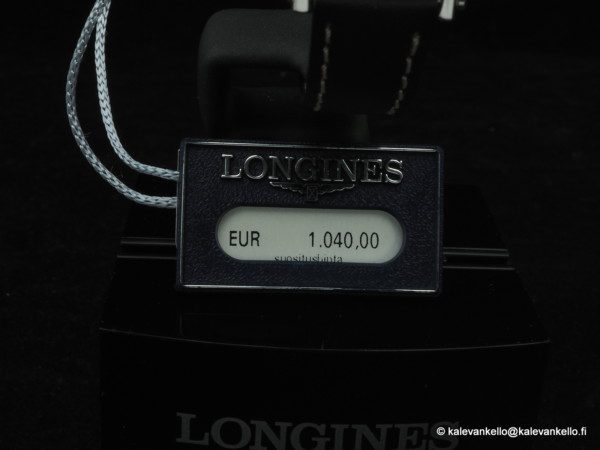 LONGINES
EUR 1.040,00
suositushinta
LONGINES
© kalevankello@kalevankello.fi